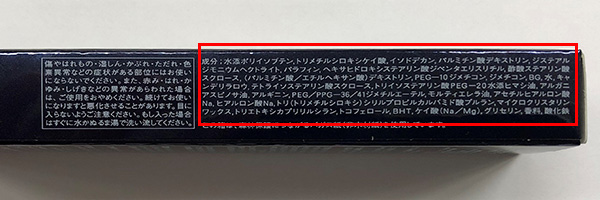 傷やはれもの・湿しん・かぶれ・ただれ・色
素異常などの症状がある部位にはお使い
にならないでください。また、赤み・はれ・か
ゆみ・しげきなどの異常があらわれた場合
は、ご使用をおやめください。続けてお使い
になりますと悪化させることがあります。目に
入らないようご注意ください。もし入った場合
はすぐに水かぬるま湯で洗い流してください。
成分:水添ポリイソブテン,トリメチルシロキシケイ酸,イソドデカン,パルミチン酸デキストリン,ジステアル
ジモニウムヘクトライト,パラフィン,ヘキサヒドロキシステアリン酸ジペンタエリスリチル,酢酸ステアリン酸
スクロース,(パルミチン酸/エチルヘキサン酸)デキストリン,PEG-10ジメチコン,ジメチコン,BG,水,キャ
ンデリラロウ,テトライソステアリン酸スクロース,トリイソステアリン酸PEG-20水添ヒマシ油,アルガニ
アスピノサ油,アルギニン,PEG/PPG-36/41ジメチルエーテル,モルティエレラ油,アセチルヒアルロン酸
Na,ヒアルロン酸Na,トリ(トリメチルシロキシ)シリルプロピルカルバミド酸プルラン,マイクロクリスタリン
ワックス,トリエトキシカプリリルシラン,トコフェロール,BHT,ケイ酸(Na/Mg),グリセリン,香料,酸化鉄